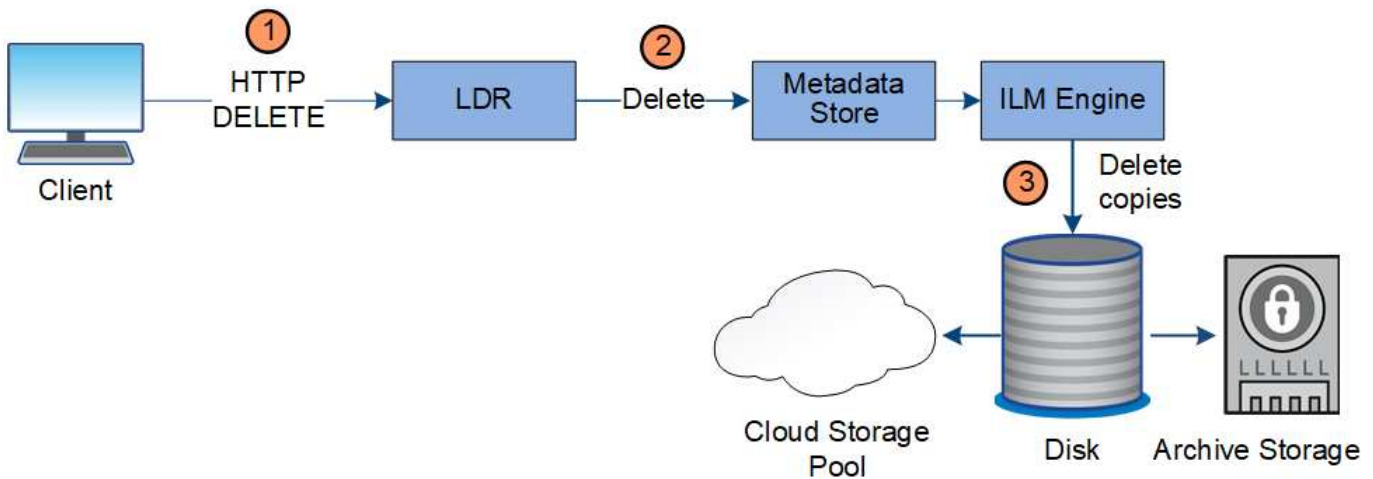 1
HTTP
DELETE
Client
LDR
2
Delete
Metadata
Store
ILM Engine
3
Delete
copies
Cloud Storage
Pool
Disk
LLLLLL
Archive Storage